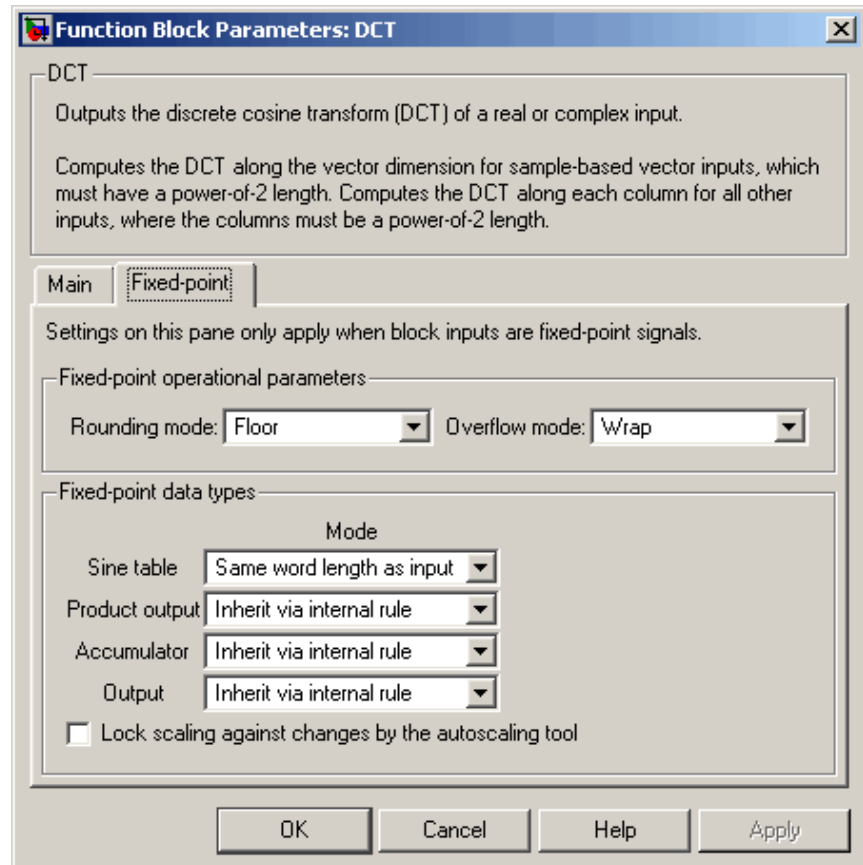 Function Block Parameters: DCT
DCT
Outputs the discrete cosine transform (DCT) of a real or complex input.
Computes the DCT along the vector dimension for sample-based vector inputs, which
must have a power-of-2 length. Computes the DCT along each column for all other
inputs, where the columns must be a power-of-2 length.
Main Fixed-point
Settings on this pane only apply when block inputs are fixed-point signals.
Fixed-point operational parameters
Rounding mode: Floor Overflow mode: Wrap
Fixed-point data types
Mode
Sine table Same word length as input
Product output Inherit via internal rule
Accumulator Inherit via internal rule
Output Inherit via internal rule
Lock scaling against changes by the autoscaling tool
OK Cancel Help Apply